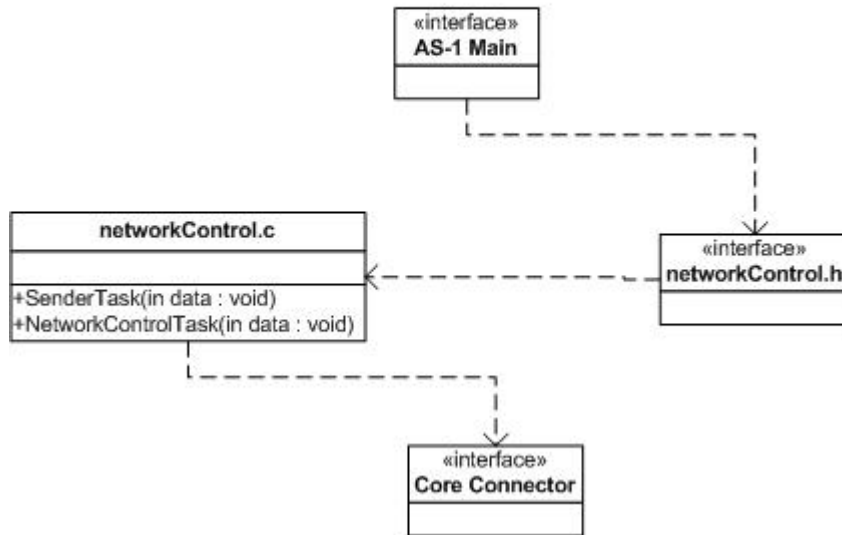 «interface»
AS-1 Main
networkControl.c
+SenderTask(in data : void)
+NetworkControlTask(in data : void)
«interface»
networkControl.h
«interface»
Core Connector